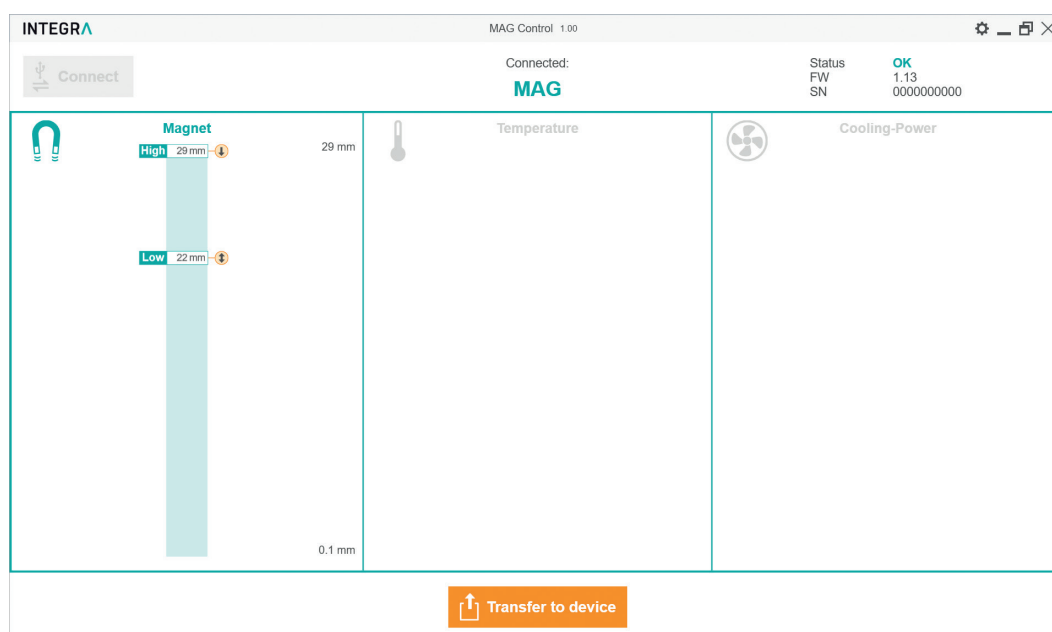 INTEGRA
MAG Control 1.00
Connect
Connected:
MAG
Status OK
FW 1.13
SN 0000000000
Magnet
High 29 mm
29 mm
Low 22 mm
0.1 mm
Temperature
Cooling-Power
Transfer to device